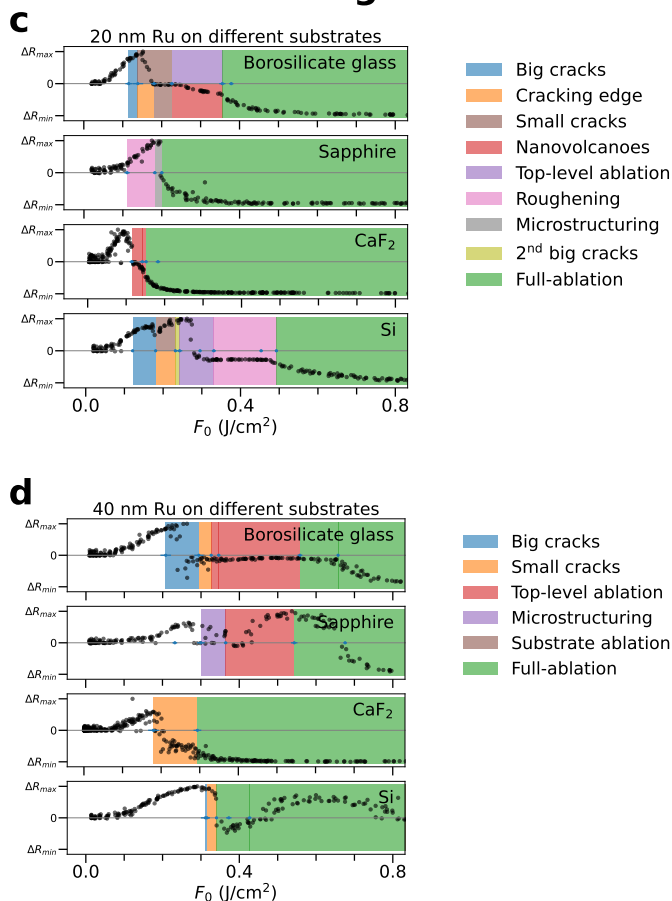 c
20 nm Ru on different substrates
ΔR_max
0
ΔR_min
Borosilicate glass
ΔR_max
0
ΔR_min
Sapphire
ΔR_max
0
ΔR_min
CaF₂
ΔR_max
0
ΔR_min
Si
0.0 0.4 0.8
F₀ (J/cm²)
Big cracks
Cracking edge
Small cracks
Nanovolcanoes
Top-level ablation
Roughening
Microstructuring
2ⁿᵈ big cracks
Full-ablation
d
40 nm Ru on different substrates
ΔR_max
0
ΔR_min
Borosilicate glass
ΔR_max
0
ΔR_min
Sapphire
ΔR_max
0
ΔR_min
CaF₂
ΔR_max
0
ΔR_min
Si
0.0 0.4 0.8
F₀ (J/cm²)
Big cracks
Small cracks
Top-level ablation
Microstructuring
Substrate ablation
Full-ablation